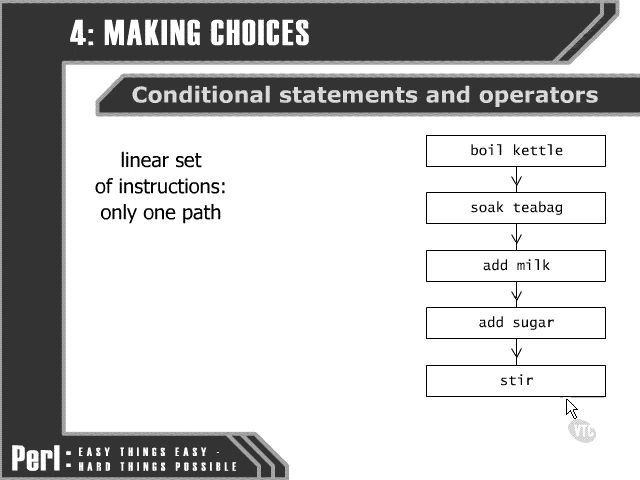 4: MAKING CHOICES
Conditional statements and operators
linear set
of instructions:
only one path
boil kettle
soak teabag
add milk
add sugar
stir
VTC
Perl: EASY THINGS EASY -
HARD THINGS POSSIBLE